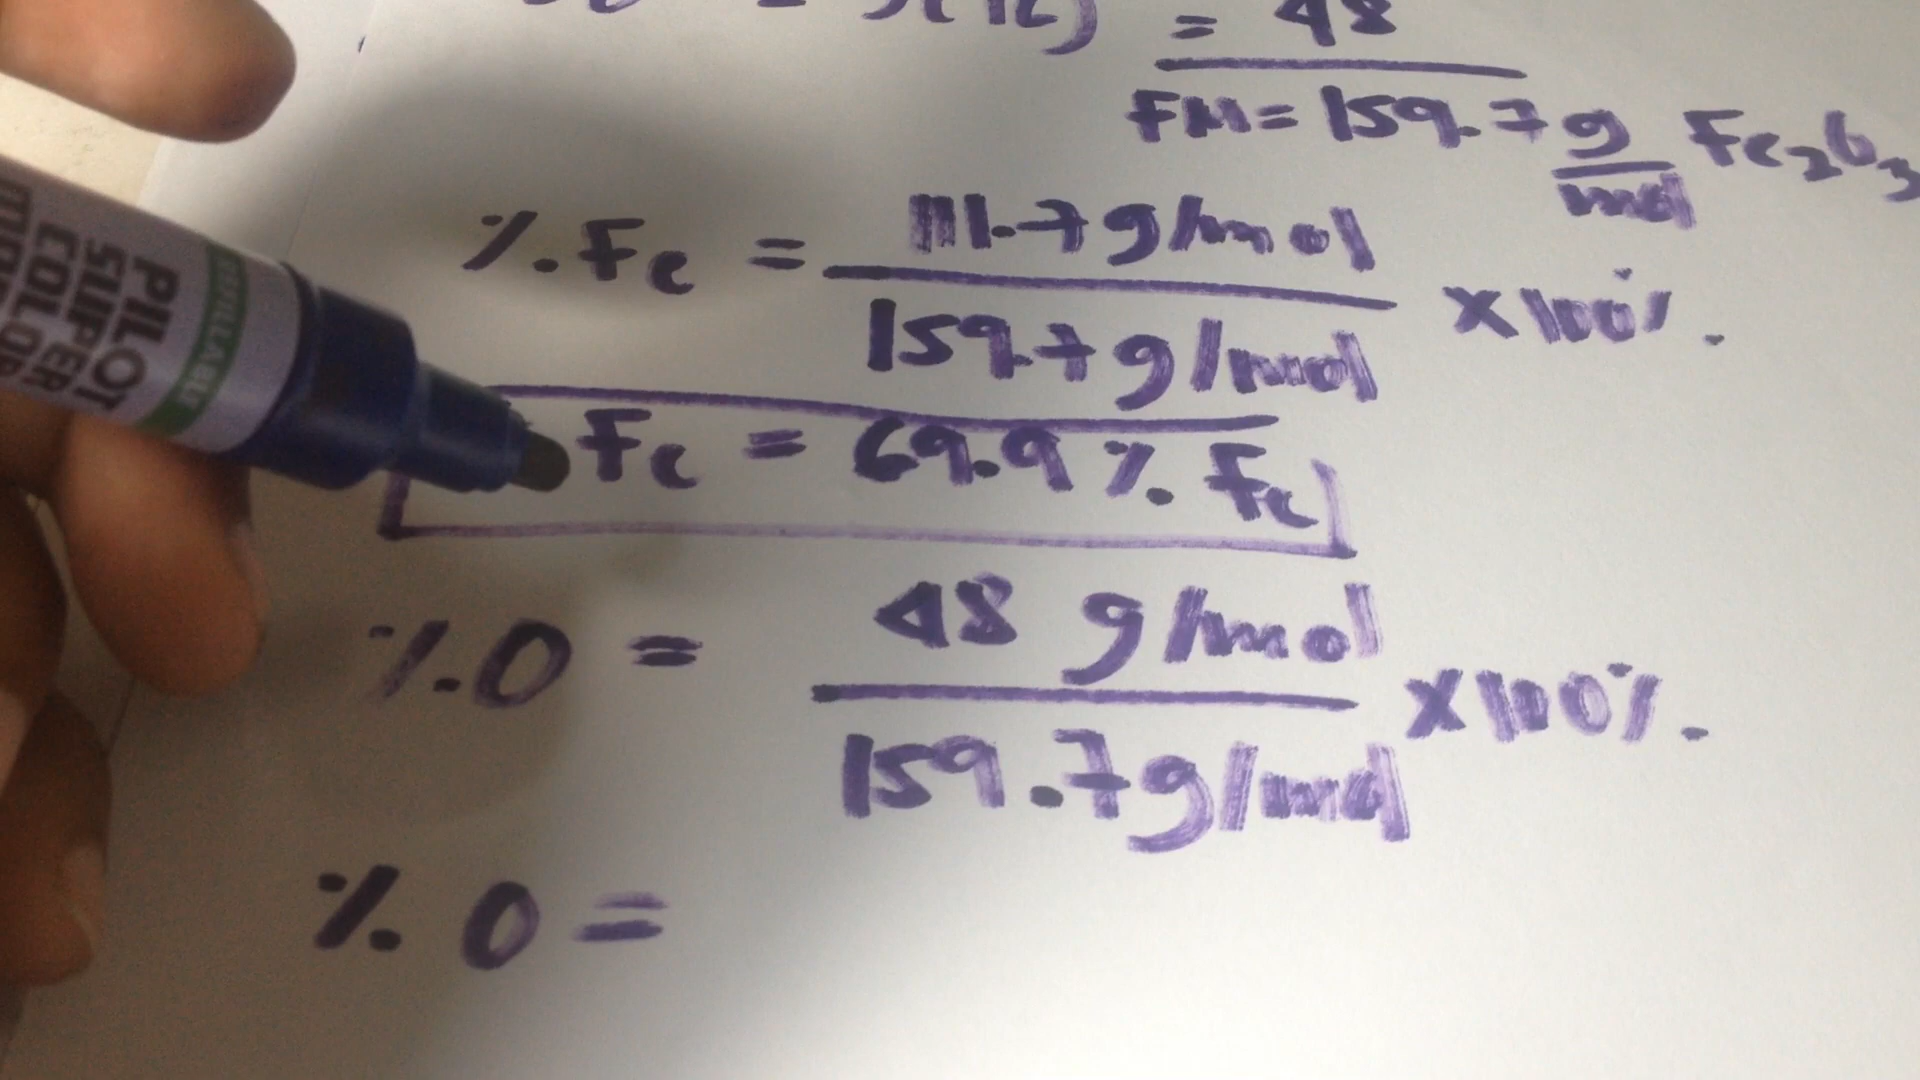 = 48
FM = 159.7 g/mol Fe2O3
% Fe = 111.7 g/mol / 159.7 g/mol x 100%
Fe = 69.9 % Fe
% O = 48 g/mol / 159.7 g/mol x 100%
% O =
PILOT
SUPER
COLOR
REFILLABLE